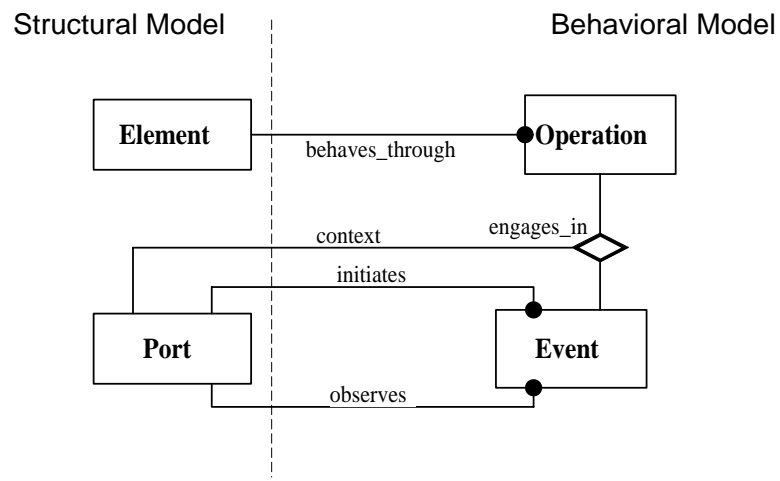 Structural Model
Behavioral Model
Element
behaves_through
Operation
engages_in
context
initiates
Port
Event
observes